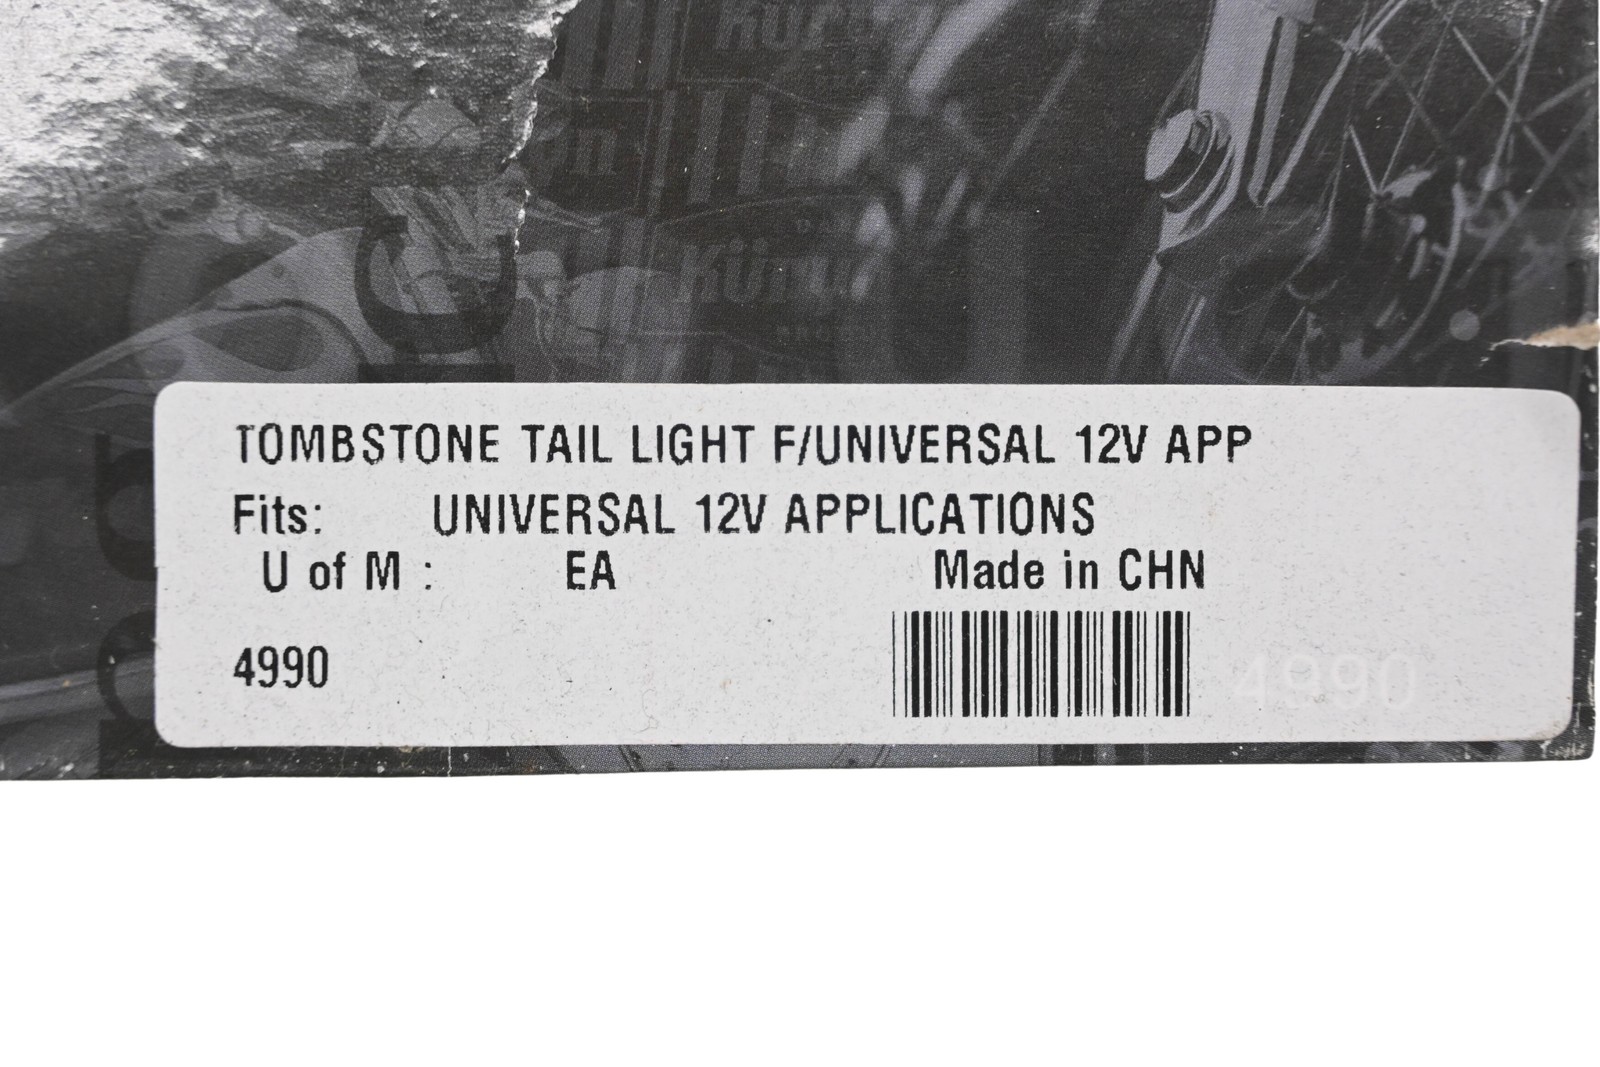 TOMBSTONE TAIL LIGHT F/UNIVERSAL 12V APP
Fits: UNIVERSAL 12V APPLICATIONS
U of M : EA Made in CHN
4990 4990